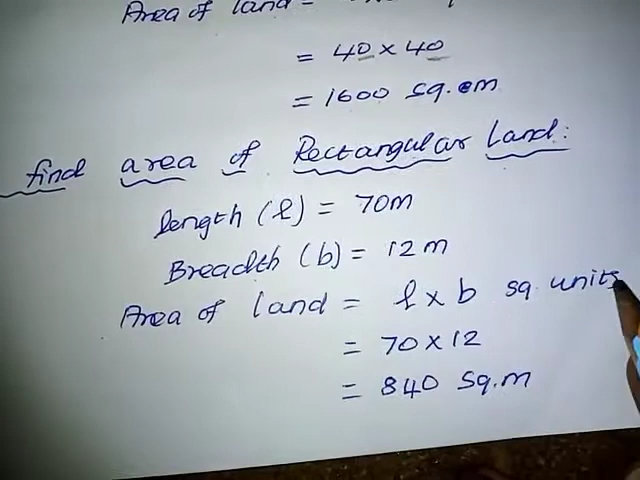 Area of land =
= 40 × 40
= 1600 sq.m
find area of Rectangular Land:
length (l) = 70m
Breadth (b) = 12m
Area of land = l × b sq units
= 70 × 12
= 840 sq.m